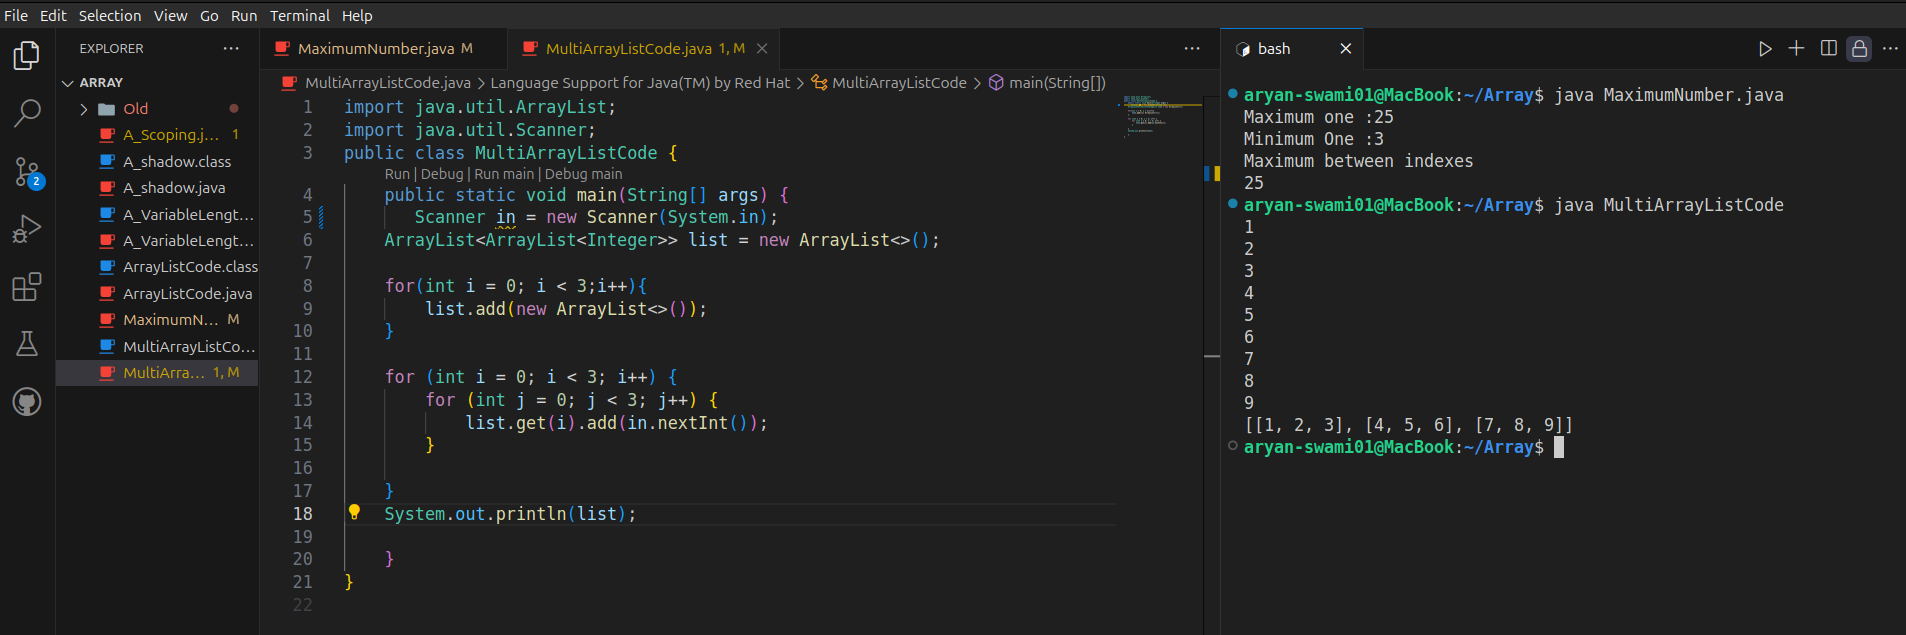 File Edit Selection View Go Run Terminal Help
EXPLORER ...
ARRAY
Old
A_Scoping.j... 1
A_shadow.class
A_shadow.java
A_VariableLengt...
A_VariableLengt...
ArrayListCode.class
ArrayListCode.java
MaximumN... M
MultiArrayListCo...
MultiArra... 1, M
2
MaximumNumber.java M
MultiArrayListCode.java 1, M
MultiArrayListCode.java > Language Support for Java(TM) by Red Hat > MultiArrayListCode > main(String[])
1 import java.util.ArrayList;
2 import java.util.Scanner;
3 public class MultiArrayListCode {
Run | Debug | Run main | Debug main
4 public static void main(String[] args) {
5 Scanner in = new Scanner(System.in);
6 ArrayList<ArrayList<Integer>> list = new ArrayList<>();
7
8 for(int i = 0; i < 3;i++){
9 list.add(new ArrayList<>());
10 }
11
12 for (int i = 0; i < 3; i++) {
13 for (int j = 0; j < 3; j++) {
14 list.get(i).add(in.nextInt());
15 }
16
17 }
18 System.out.println(list);
19
20 }
21 }
22
bash
aryan-swami01@MacBook:~/Array$ java MaximumNumber.java
Maximum one :25
Minimum One :3
Maximum between indexes
25
aryan-swami01@MacBook:~/Array$ java MultiArrayListCode
1
2
3
4
5
6
7
8
9
[[1, 2, 3], [4, 5, 6], [7, 8, 9]]
aryan-swami01@MacBook:~/Array$